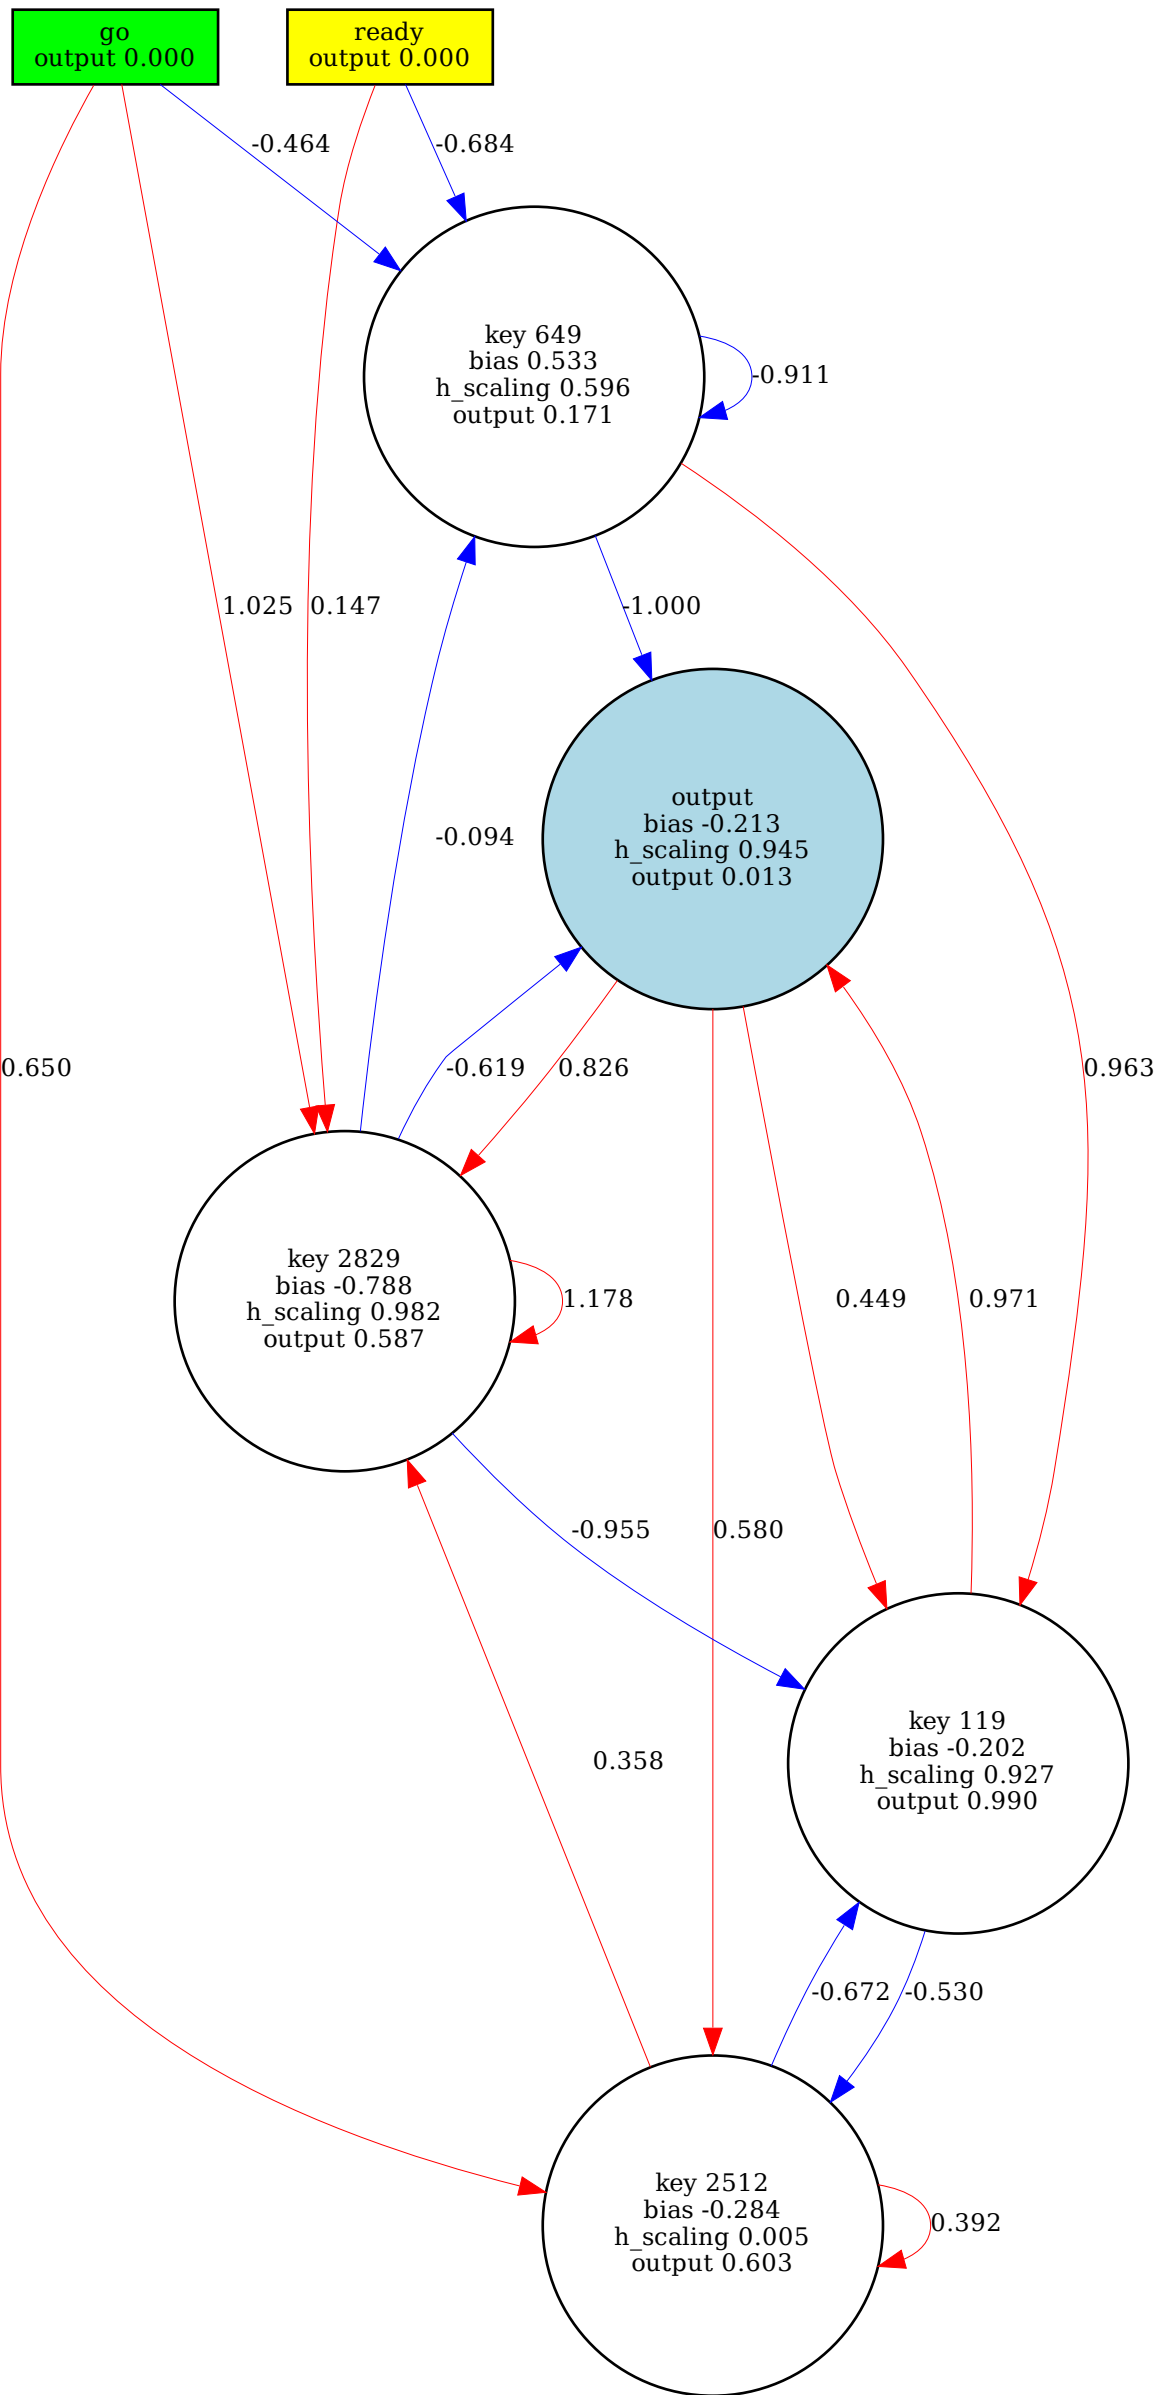 go
output 0.000
ready
output 0.000
-0.464
-0.684
key 649
bias 0.533
h_scaling 0.596
output 0.171
-0.911
1.025
0.147
-1.000
output
bias -0.213
h_scaling 0.945
output 0.013
-0.094
0.650
-0.619
0.826
0.963
key 2829
bias -0.788
h_scaling 0.982
output 0.587
1.178
0.449
0.971
-0.955
0.580
key 119
bias -0.202
h_scaling 0.927
output 0.990
0.358
-0.672
-0.530
key 2512
bias -0.284
h_scaling 0.005
output 0.603
0.392